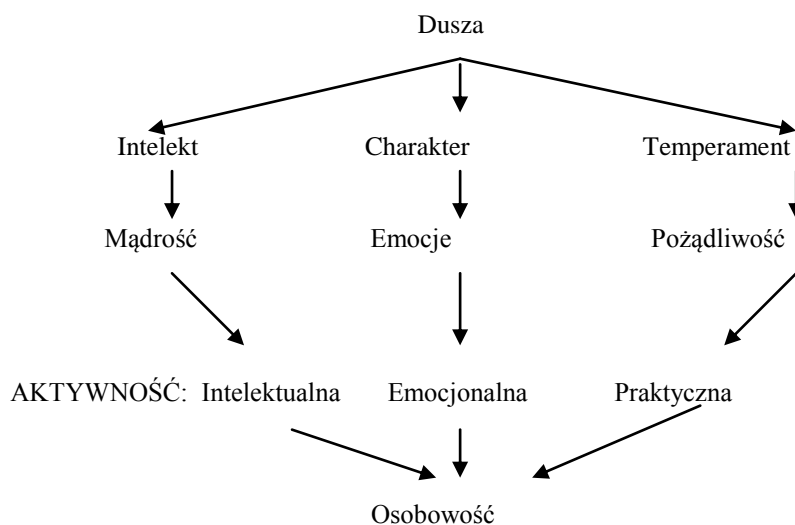 Dusza
Intelekt Charakter Temperament
Mądrość Emocje Pożądliwość
AKTYWNOŚĆ: Intelektualna Emocjonalna Praktyczna
Osobowość